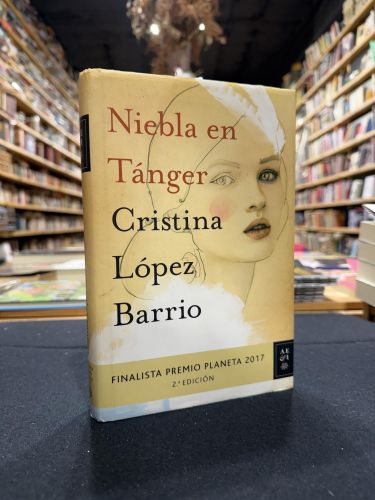 Niebla en
Tánger
Cristina
López
Barrio
FINALISTA PREMIO PLANETA 2017
2.ª EDICIÓN